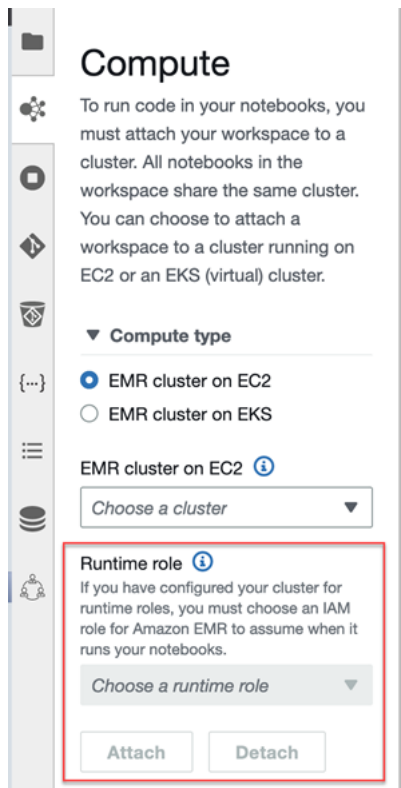 Compute
To run code in your notebooks, you
must attach your workspace to a
cluster. All notebooks in the
workspace share the same cluster.
You can choose to attach a
workspace to a cluster running on
EC2 or an EKS (virtual) cluster.
Compute type
EMR cluster on EC2
EMR cluster on EKS
EMR cluster on EC2
Choose a cluster
Runtime role
If you have configured your cluster for
runtime roles, you must choose an IAM
role for Amazon EMR to assume when it
runs your notebooks.
Choose a runtime role
Attach Detach